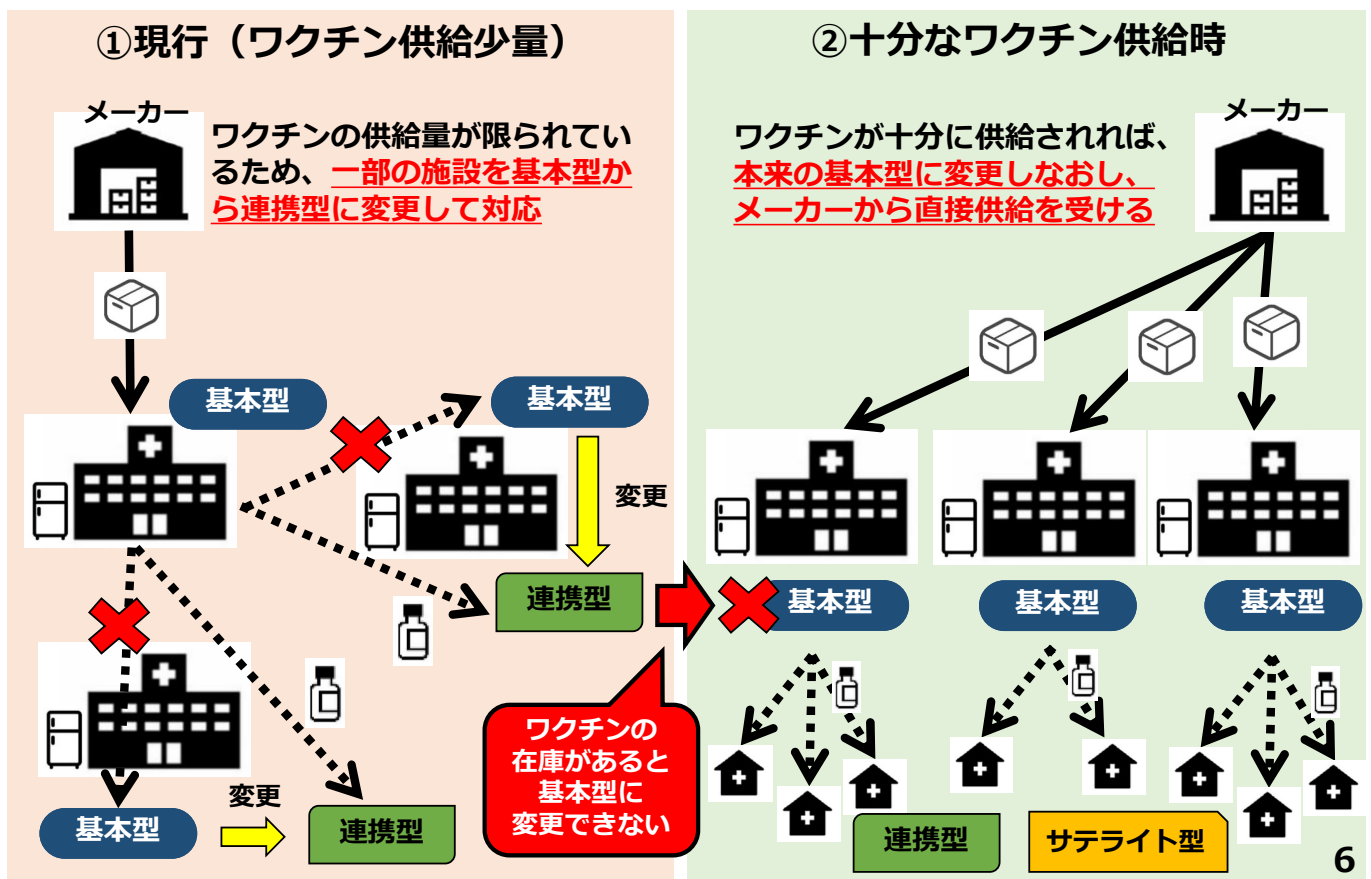 ①現行（ワクチン供給少量）
メーカー
ワクチンの供給量が限られてい
るため、一部の施設を基本型か
ら連携型に変更して対応
基本型
基本型
変更
連携型
基本型
変更
連携型
ワクチンの
在庫があると
基本型に
変更できない
②十分なワクチン供給時
メーカー
ワクチンが十分に供給されれば、
本来の基本型に変更しなおし、
メーカーから直接供給を受ける
基本型
基本型
基本型
連携型
サテライト型
6